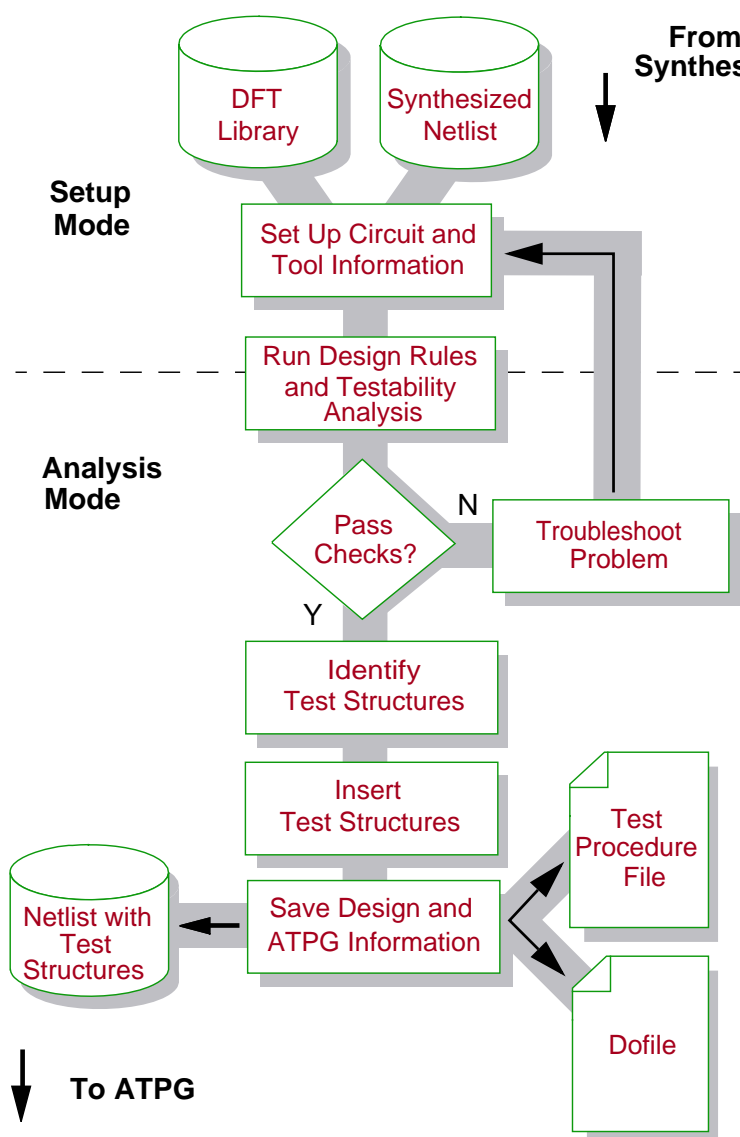 From
Synthes
DFT
Library
Synthesized
Netlist
Setup
Mode
Set Up Circuit and
Tool Information
Run Design Rules
and Testability
Analysis
Analysis
Mode
Pass
Checks?
N
Troubleshoot
Problem
Y
Identify
Test Structures
Insert
Test Structures
Test
Procedure
File
Netlist with
Test
Structures
Save Design and
ATPG Information
Dofile
To ATPG